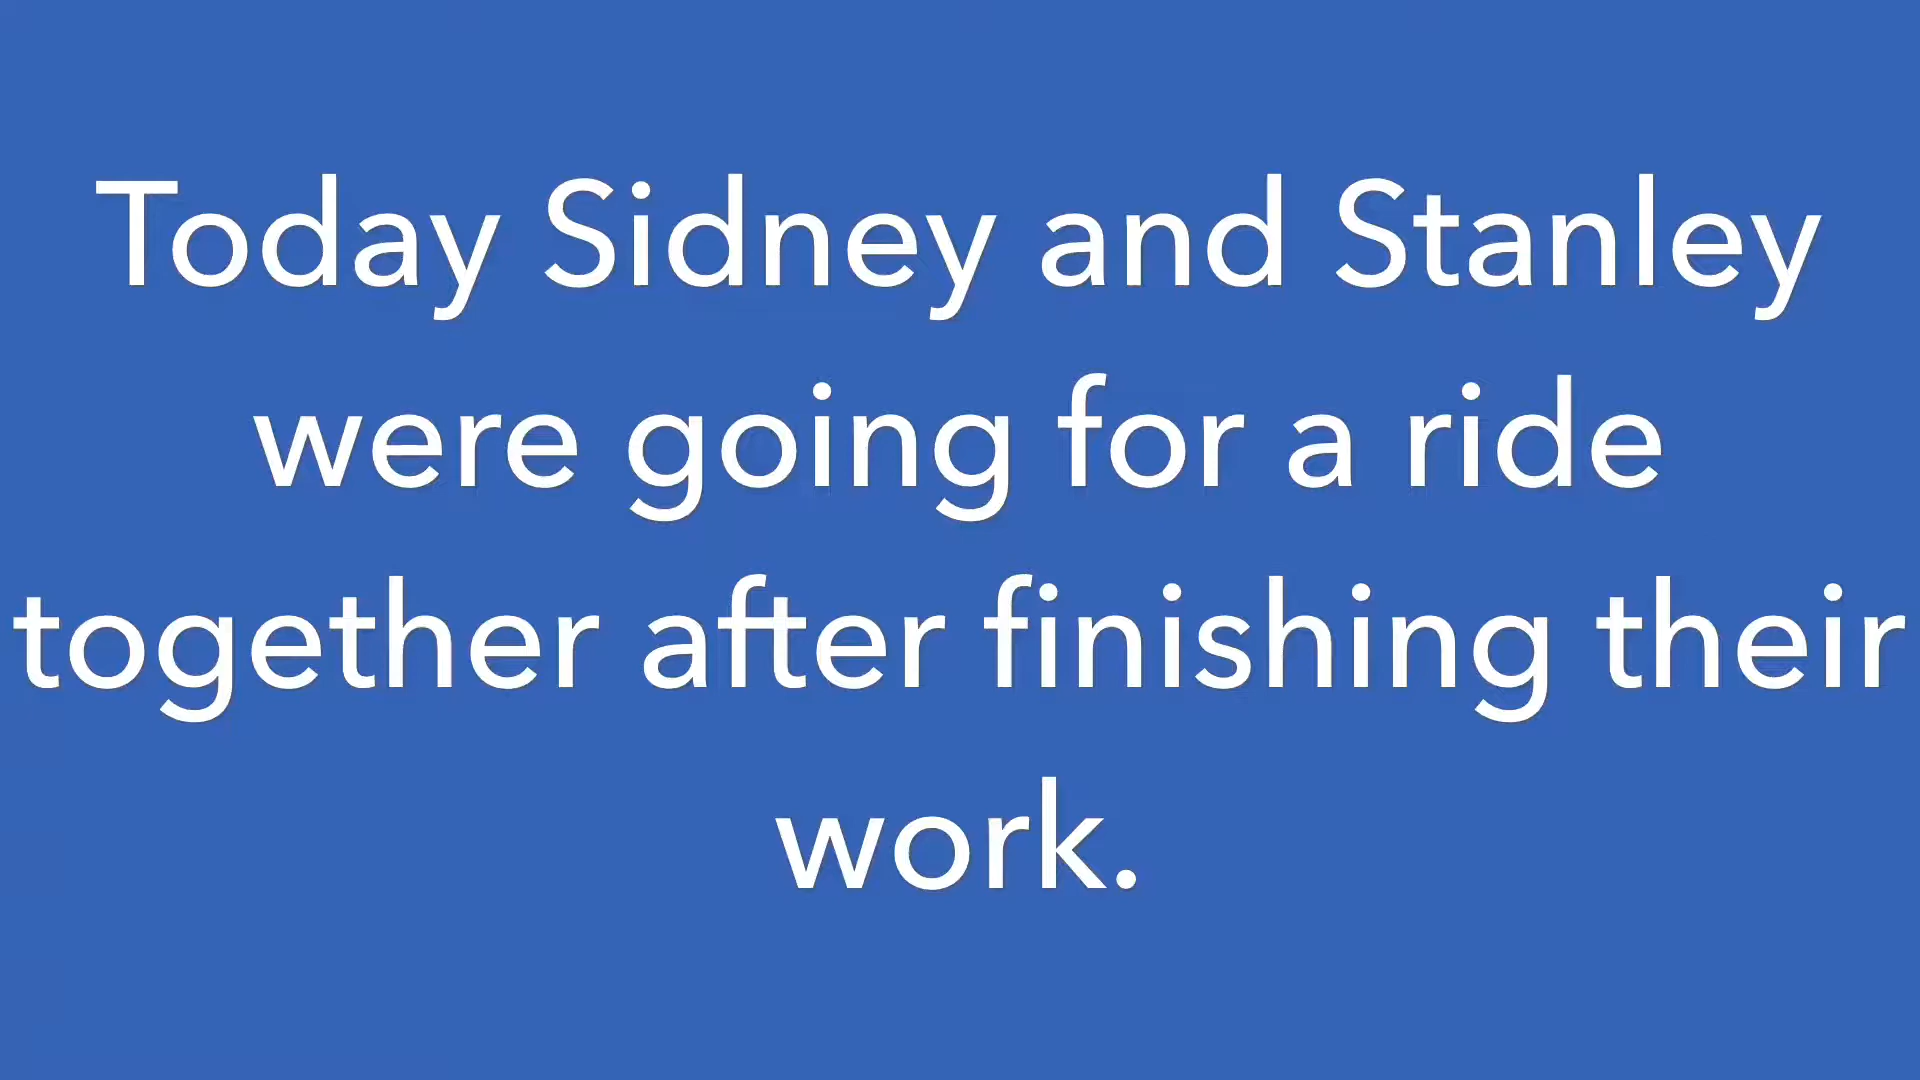 Today Sidney and Stanley
were going for a ride
together after finishing their
work.